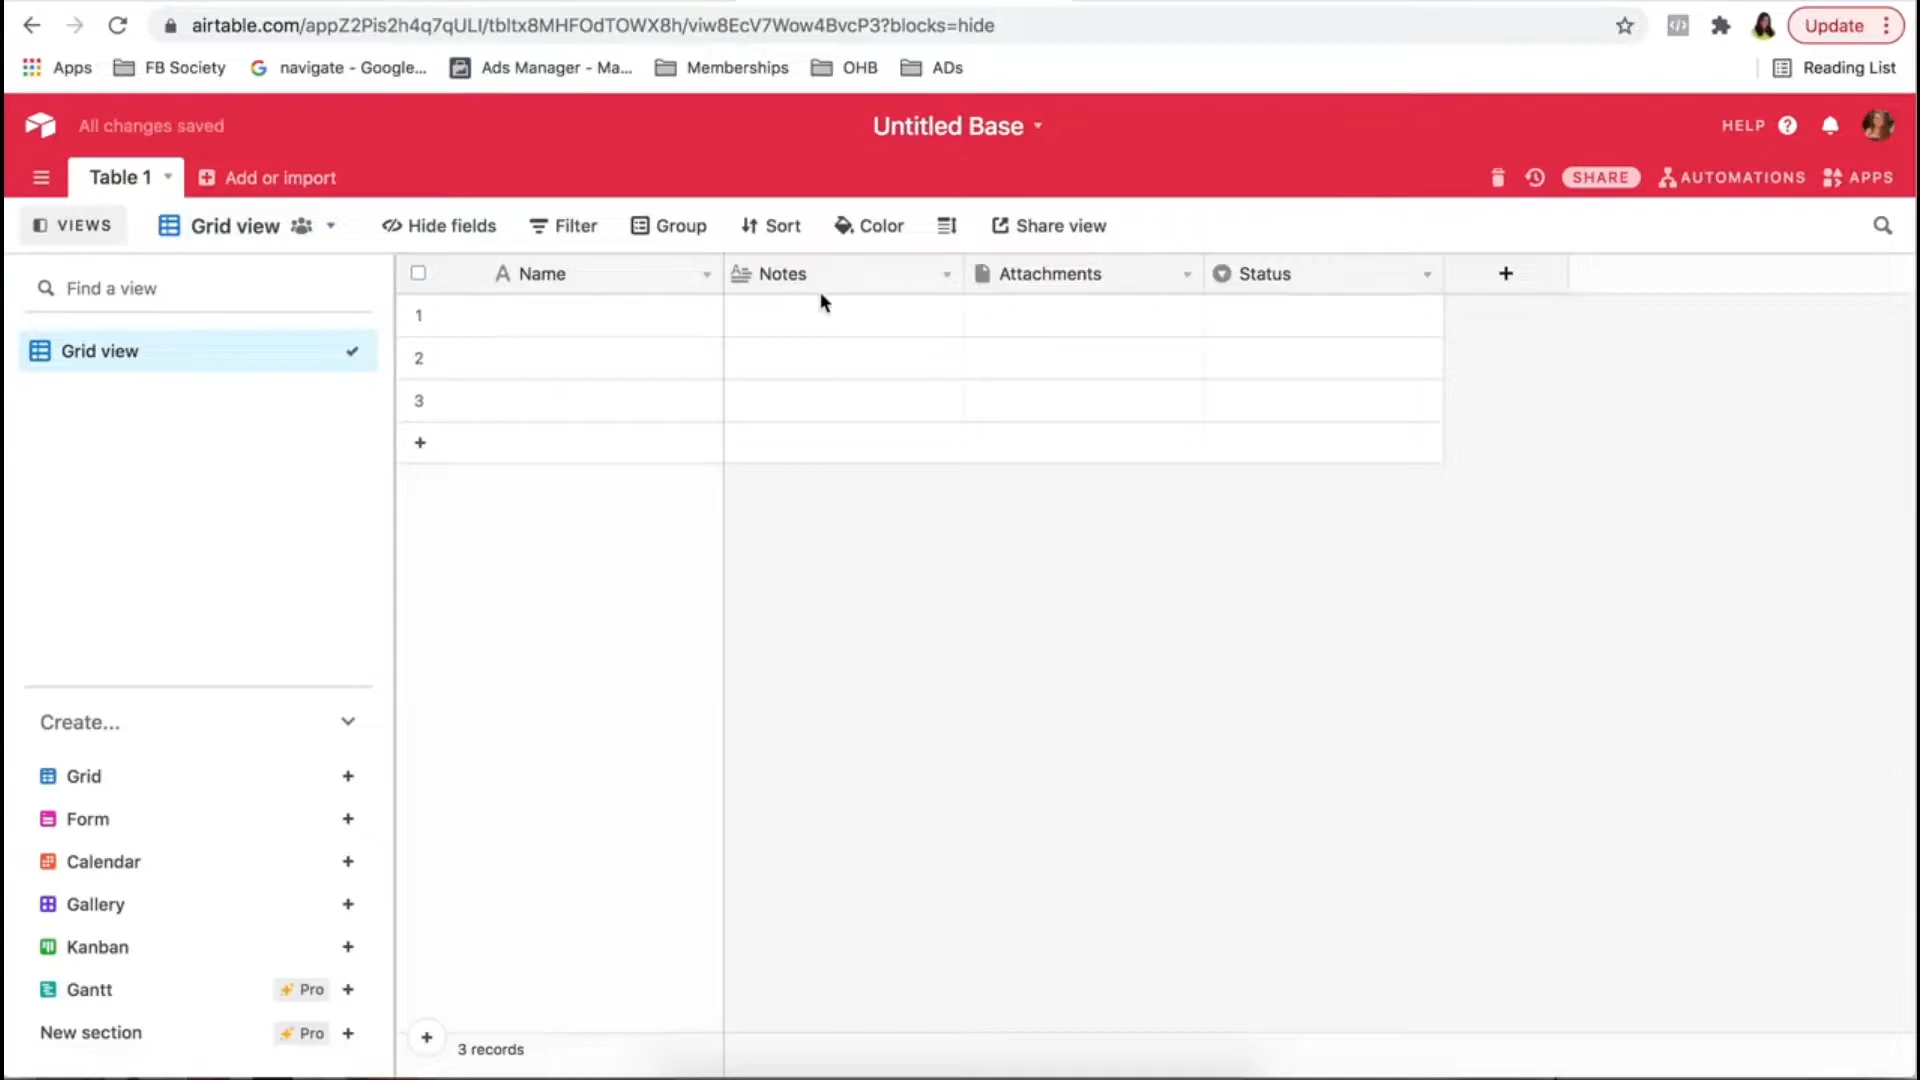 airtable.com/appZ2Pis2h4q7qULI/tbltx8MHFOdTOWX8h/viw8EcV7Wow4BvcP3?blocks=hide
Update
Apps FB Society navigate - Google... Ads Manager - Ma... Memberships OHB ADs Reading List
All changes saved Untitled Base HELP
Table 1 Add or import SHARE AUTOMATIONS APPS
VIEWS Grid view Hide fields Filter Group Sort Color Share view
Find a view
Name Notes Attachments Status +
1
Grid view
2
3
+
Create...
Grid +
Form +
Calendar +
Gallery +
Kanban +
Gantt Pro +
New section Pro +
+ 3 records